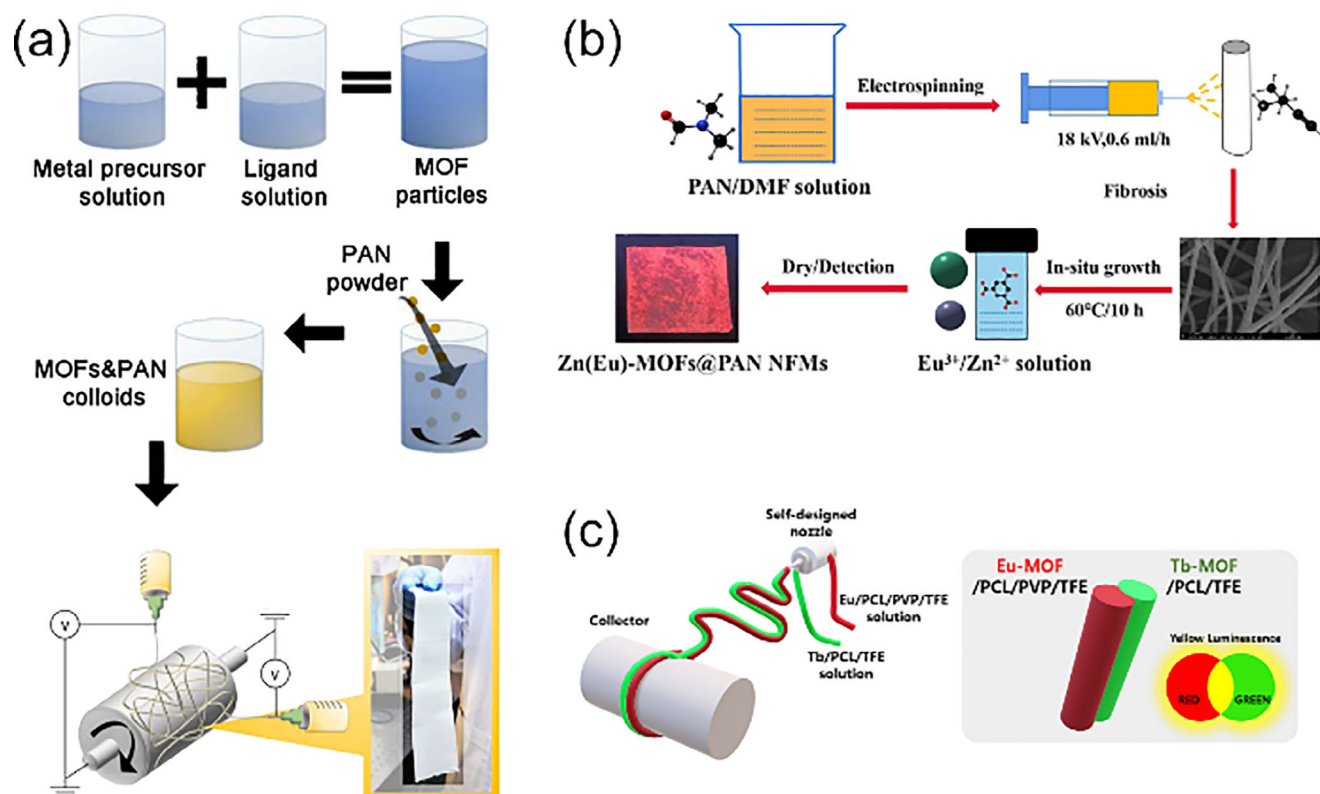 (a)
Metal precursor
solution
Ligand
solution
MOF
particles
PAN
powder
MOFs&PAN
colloids
V
V
(b)
PAN/DMF solution
Electrospinning
18 kV,0.6 ml/h
Fibrosis
In-situ growth
60°C/10 h
Eu³⁺/Zn²⁺ solution
Dry/Detection
Zn(Eu)-MOFs@PAN NFMs
(c)
Self-designed
nozzle
Eu/PCL/PVP/TFE
solution
Collector
Tb/PCL/TFE
solution
Eu-MOF
/PCL/PVP/TFE
Tb-MOF
/PCL/TFE
Yellow Luminescence
RED
GREEN